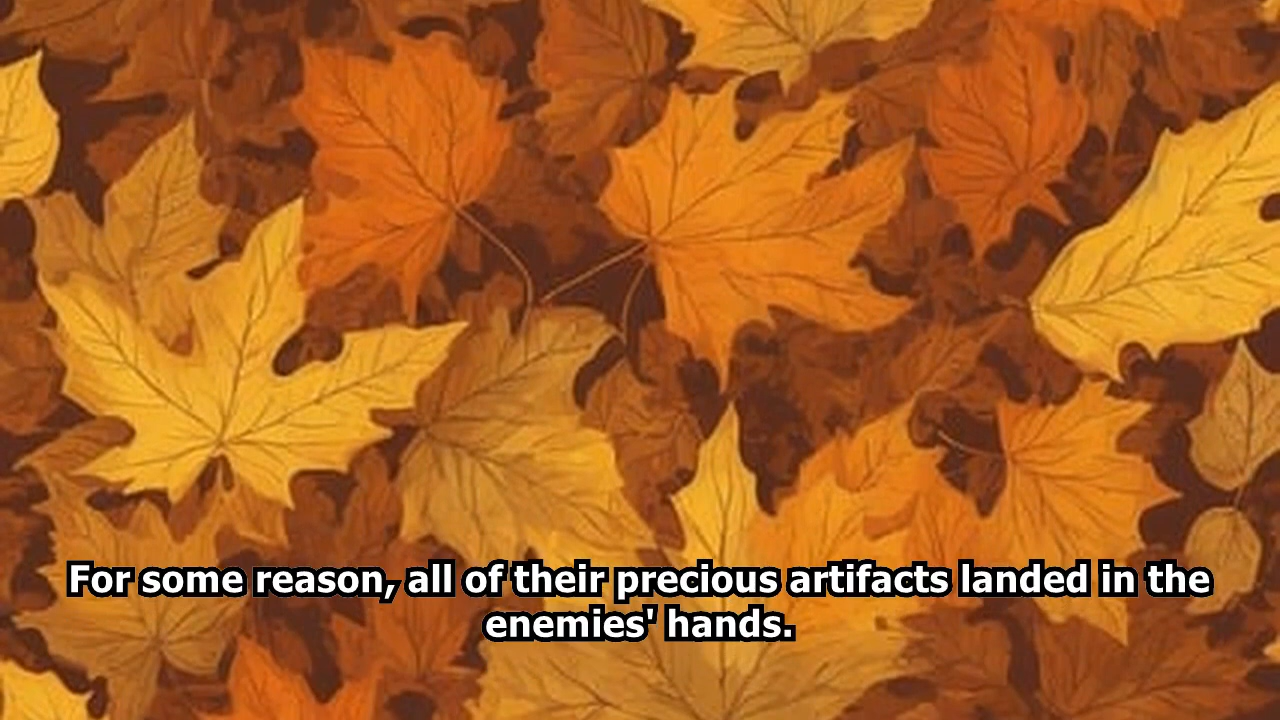 For some reason, all of their precious artifacts landed in the
enemies' hands.